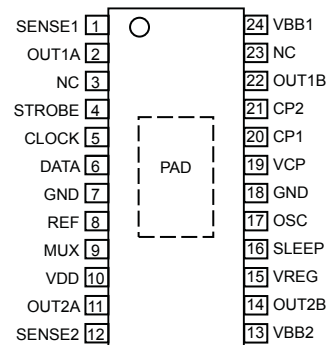 SENSE1 1
OUT1A 2
NC 3
STROBE 4
CLOCK 5
DATA 6
GND 7
REF 8
MUX 9
VDD 10
OUT2A 11
SENSE2 12
PAD
24 VBB1
23 NC
22 OUT1B
21 CP2
20 CP1
19 VCP
18 GND
17 OSC
16 SLEEP
15 VREG
14 OUT2B
13 VBB2